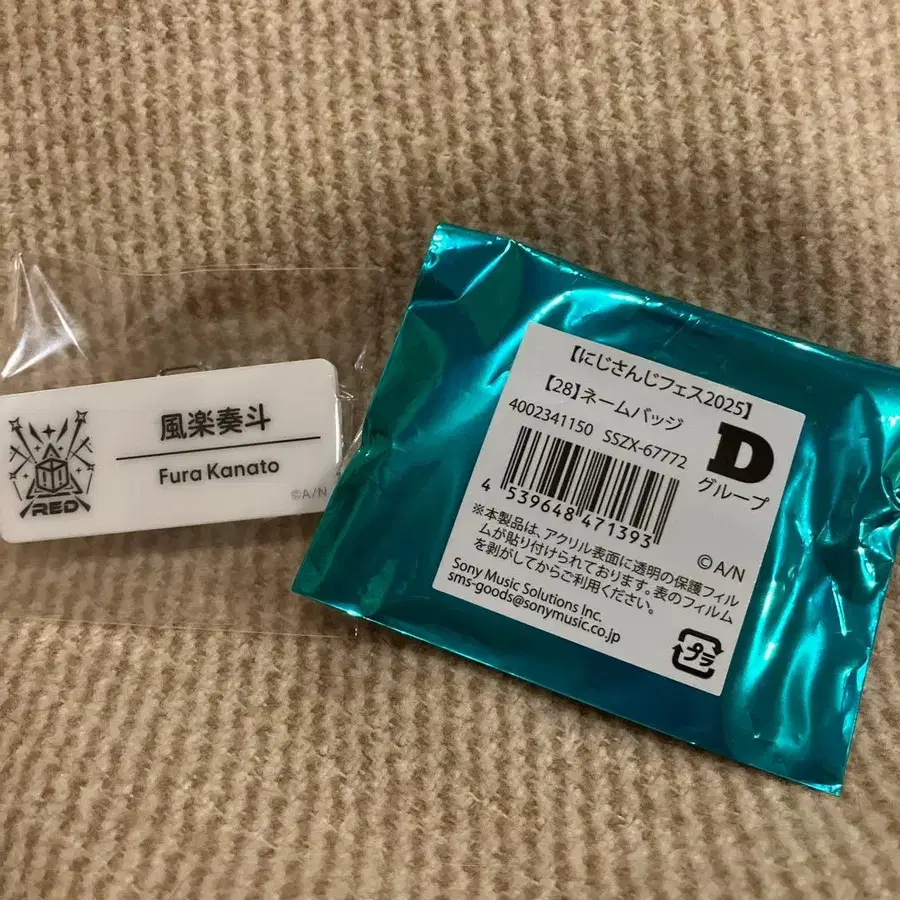 風楽奏斗
Fura Kanato
RED
©A/N
【にじさんじフェス2025】
【28】ネームバッジ
4002341150 SSZX-67772
D
グループ
4 539648 471393
©A/N
※本製品は、アクリル表面に透明の保護フィル
ムが貼り付けられております。表のフィルム
を剥がしてからご利用ください。
Sony Music Solutions Inc.
sms-goods@sonymusic.co.jp
プラ